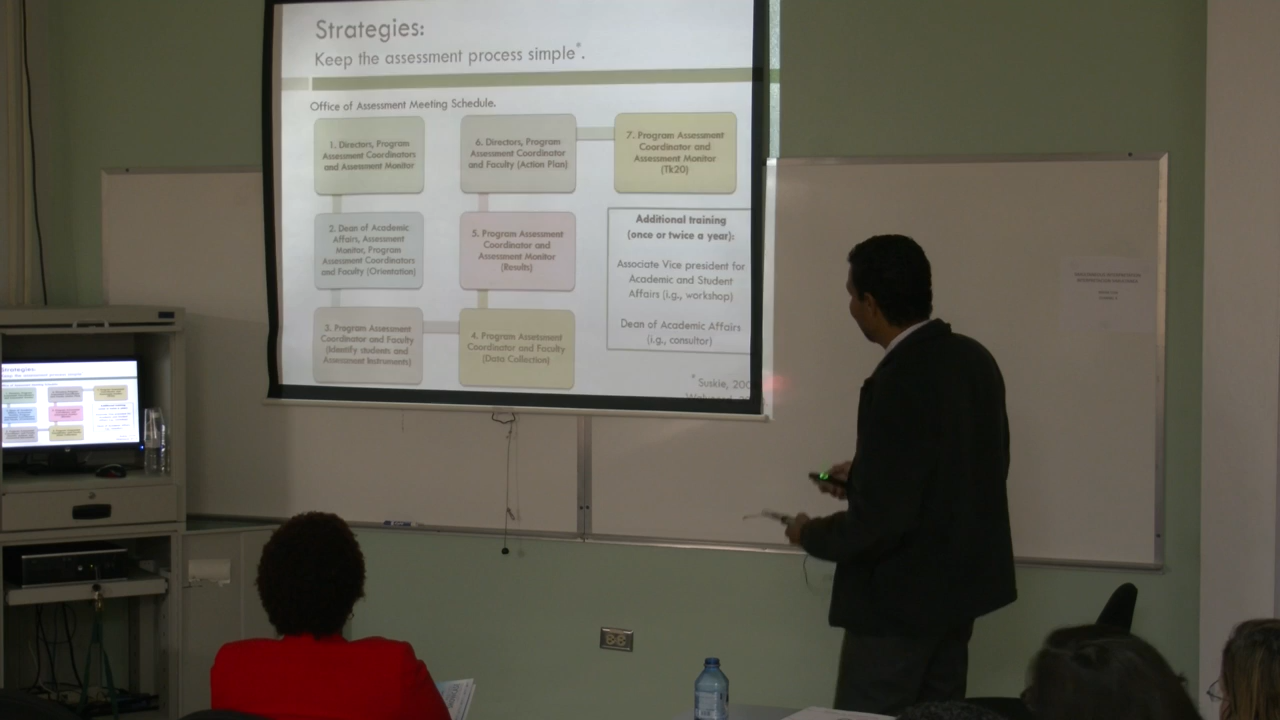 Strategies:
Keep the assessment process simple*.
Office of Assessment Meeting Schedule.
1. Directors, Program
Assessment Coordinators
and Assessment Monitor
2. Dean of Academic
Affairs, Assessment
Monitor, Program
Assessment Coordinators
and Faculty (Orientation)
3. Program Assessment
Coordinator and Faculty
(Identify students and
Assessment Instruments)
6. Directors, Program
Assessment Coordinator
and Faculty (Action Plan)
5. Program Assessment
Coordinator and
Assessment Monitor
(Results)
4. Program Assessment
Coordinator and Faculty
(Data Collection)
7. Program Assessment
Coordinator and
Assessment Monitor
(Tk20)
Additional training
(once or twice a year):
Associate Vice president for
Academic and Student
Affairs (i.g., workshop)
Dean of Academic Affairs
(i.g., consultor)
* Suskie, 200
Strategies: